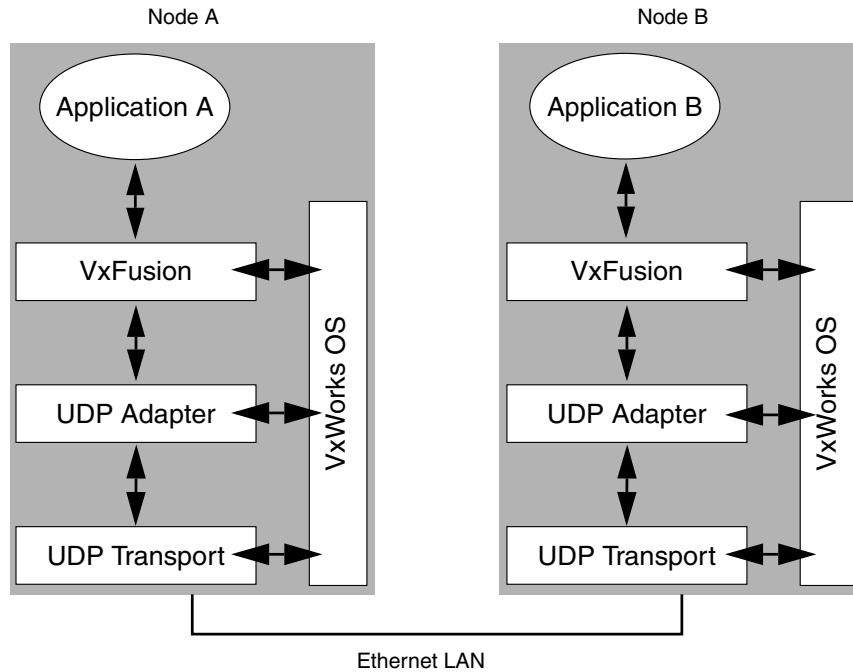 Node A
Node B
Application A
Application B
VxFusion
VxFusion
VxWorks OS
VxWorks OS
UDP Adapter
UDP Adapter
UDP Transport
UDP Transport
Ethernet LAN